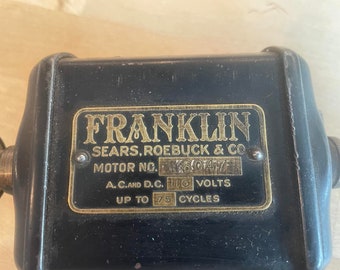 FRANKLIN
SEARS, ROEBUCK & CO
MOTOR NO.
A.C. AND D.C. 110 VOLTS
UP TO 75 CYCLES